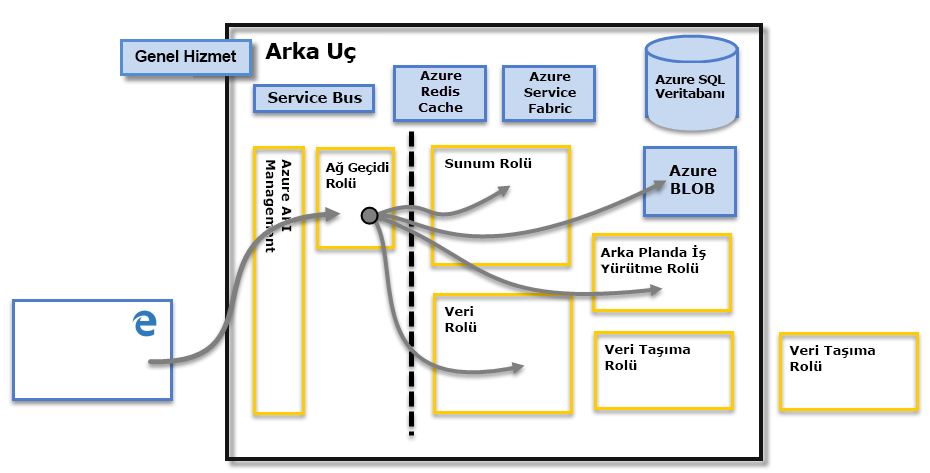 Genel Hizmet
Arka Uç
Service Bus
Azure
Redis
Cache
Azure
Service
Fabric
Azure SQL
Veritabanı
Azure API
Management
Ağ Geçidi
Rolü
Sunum Rolü
Azure
BLOB
Arka Planda İş
Yürütme Rolü
Veri
Rolü
Veri Taşıma
Rolü
Veri Taşıma
Rolü